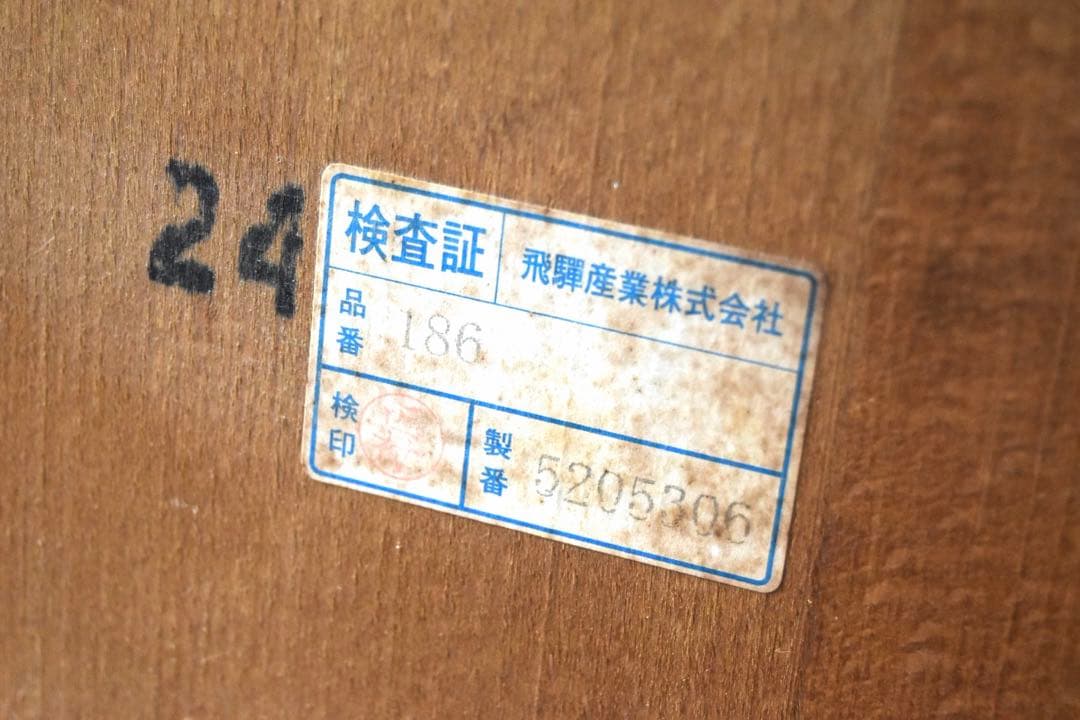 24
検査証
飛驒産業株式会社
品番 186
検印
製番 5205306